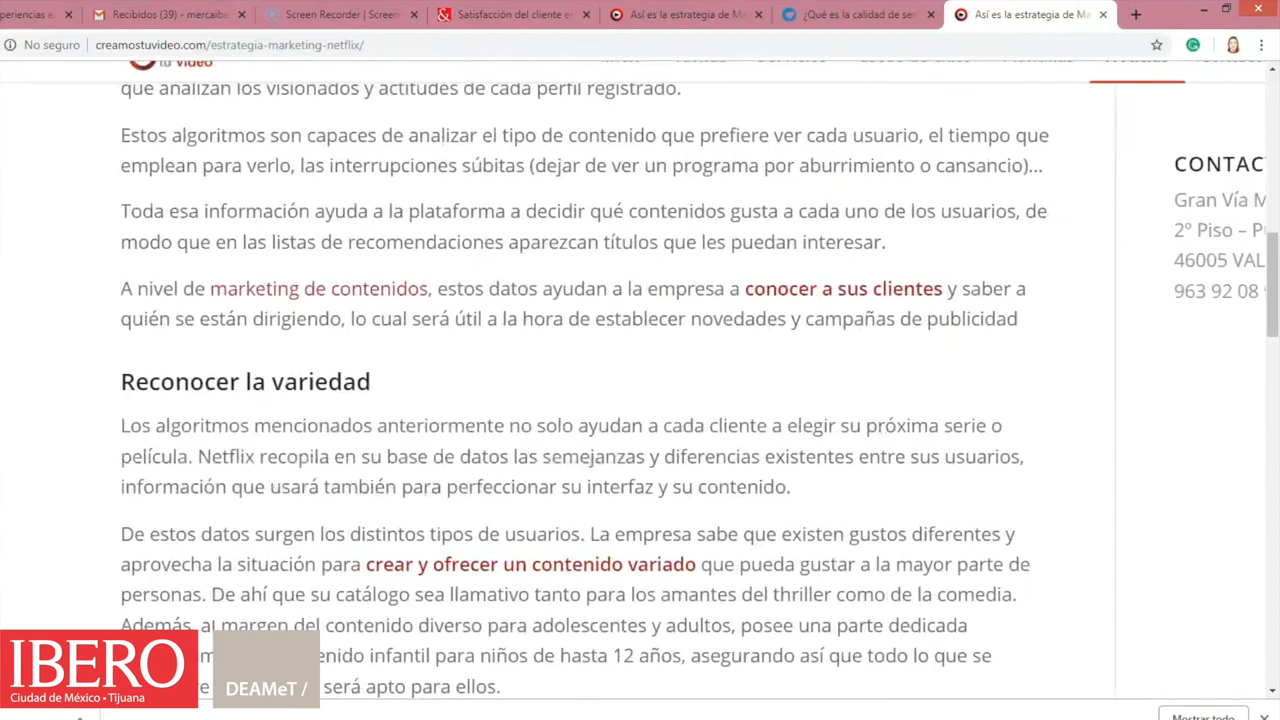 periencias e
Recibidos (39) - mercaibe
Screen Recorder | Screen
Satisfacción del cliente e
Así es la estrategia de Ma
¿Qué es la calidad de ser
Así es la estrategia de Ma
No seguro
creamostuvideo.com/estrategia-marketing-netflix/
tu video
que analizan los visionados y actitudes de cada perfil registrado.
Estos algoritmos son capaces de analizar el tipo de contenido que prefiere ver cada usuario, el tiempo que
emplean para verlo, las interrupciones súbitas (dejar de ver un programa por aburrimiento o cansancio)...
Toda esa información ayuda a la plataforma a decidir qué contenidos gusta a cada uno de los usuarios, de
modo que en las listas de recomendaciones aparezcan títulos que les puedan interesar.
A nivel de marketing de contenidos, estos datos ayudan a la empresa a conocer a sus clientes y saber a
quién se están dirigiendo, lo cual será útil a la hora de establecer novedades y campañas de publicidad
Reconocer la variedad
Los algoritmos mencionados anteriormente no solo ayudan a cada cliente a elegir su próxima serie o
película. Netflix recopila en su base de datos las semejanzas y diferencias existentes entre sus usuarios,
información que usará también para perfeccionar su interfaz y su contenido.
De estos datos surgen los distintos tipos de usuarios. La empresa sabe que existen gustos diferentes y
aprovecha la situación para crear y ofrecer un contenido variado que pueda gustar a la mayor parte de
personas. De ahí que su catálogo sea llamativo tanto para los amantes del thriller como de la comedia.
Además, al margen del contenido diverso para adolescentes y adultos, posee una parte dedicada
enido infantil para niños de hasta 12 años, asegurando así que todo lo que se
será apto para ellos.
CONTAC
Gran Vía M
2º Piso – P
46005 VAL
963 92 08
IBERO
Ciudad de México • Tijuana
DEAMeT /
Mostrar todo